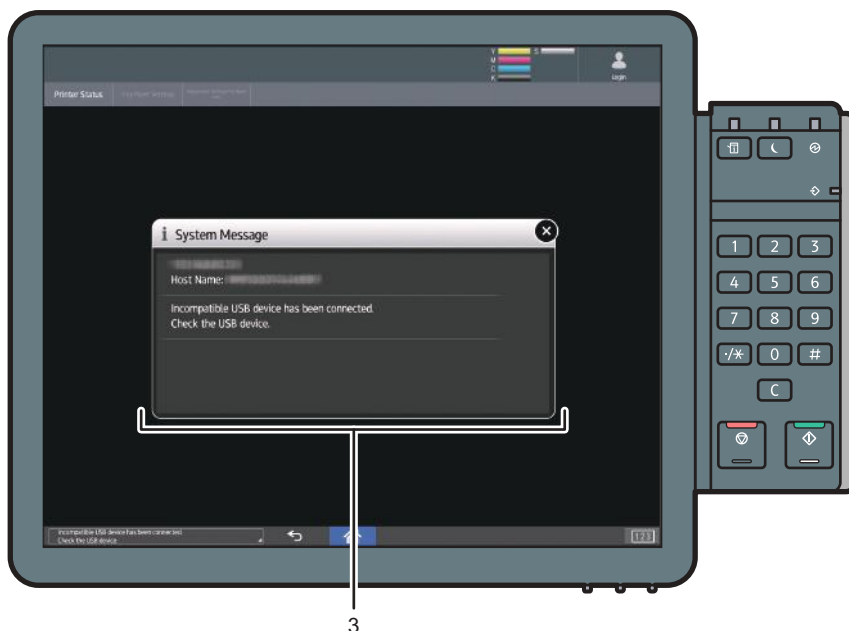 Y
M
C
K
S
Login
Printer Status
i System Message
Host Name:
Incompatible USB device has been connected.
Check the USB device.
Incompatible USB device has been connected.
Check the USB device
123
1 2 3
4 5 6
7 8 9
·/* 0 #
C
3